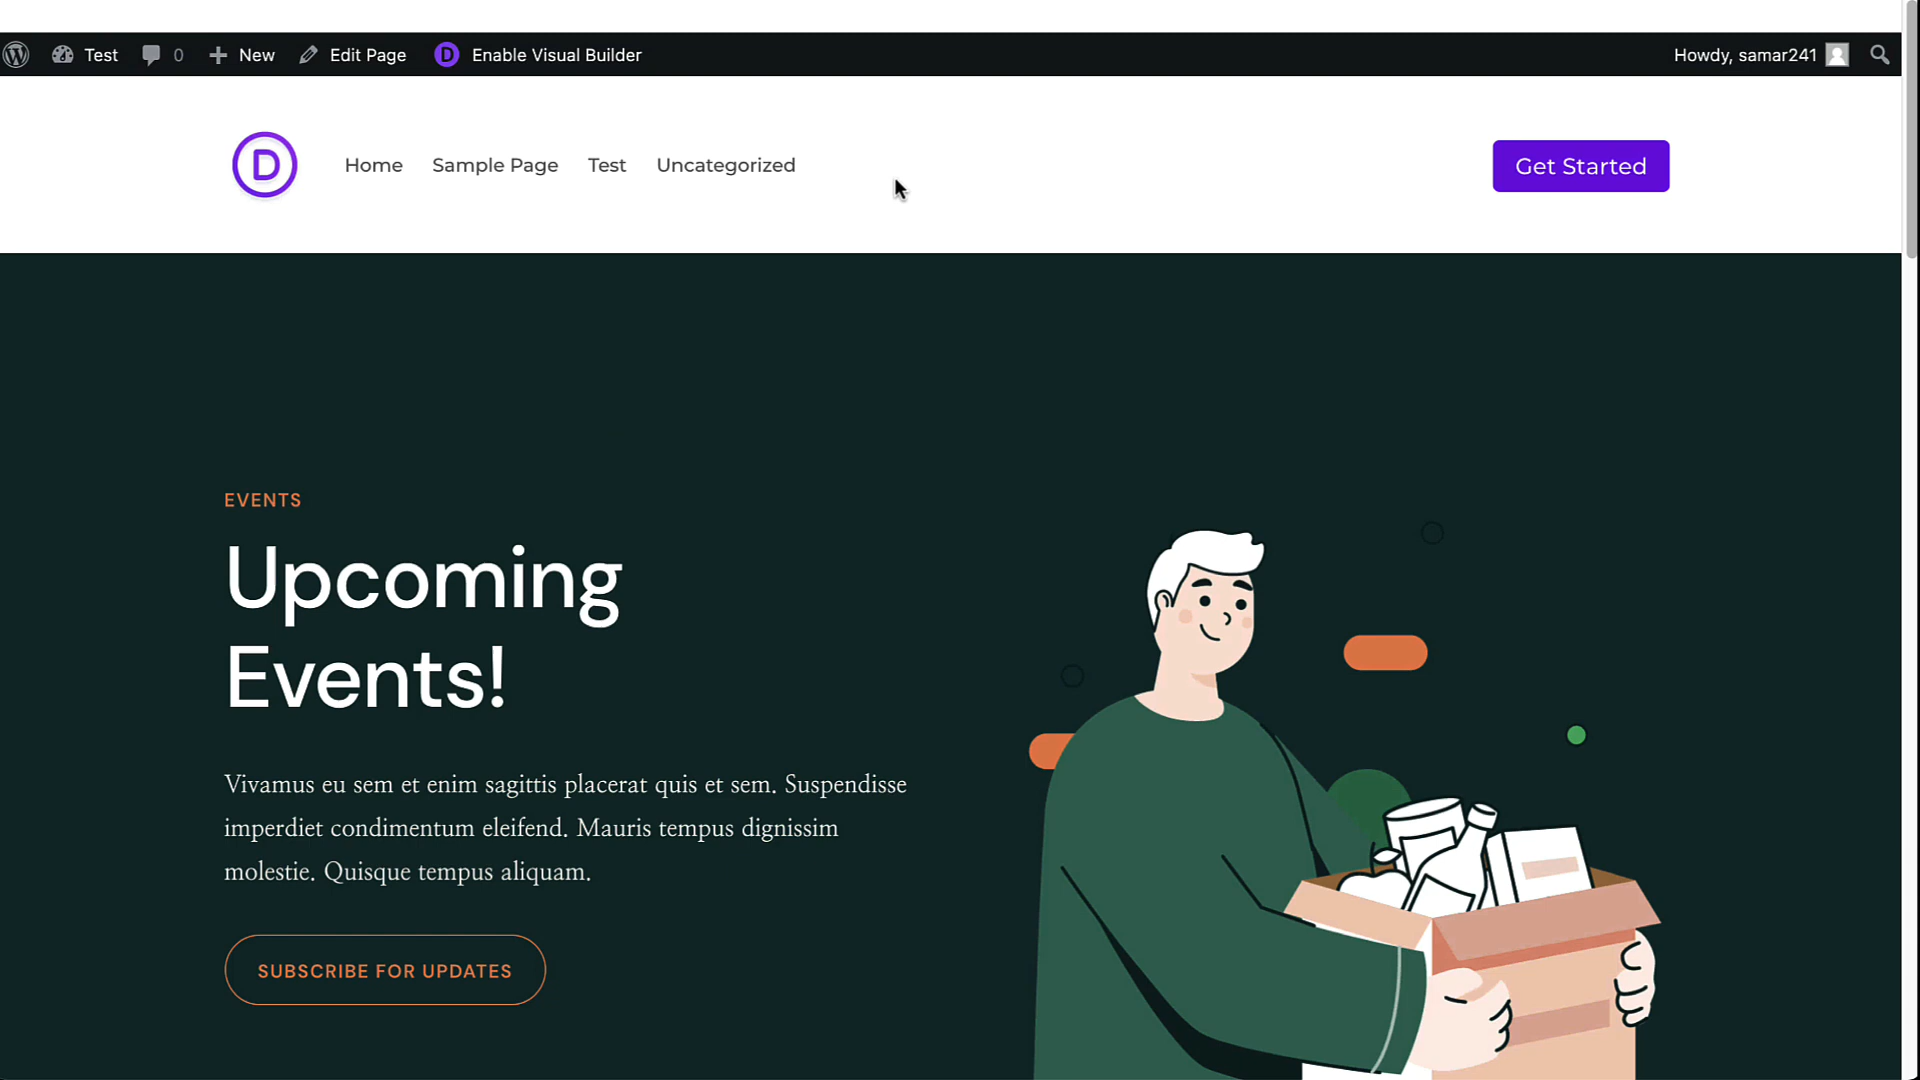 Test 0 New Edit Page D Enable Visual Builder Howdy, samar241
D Home Sample Page Test Uncategorized Get Started
EVENTS
Upcoming
Events!
Vivamus eu sem et enim sagittis placerat quis et sem. Suspendisse
imperdiet condimentum eleifend. Mauris tempus dignissim
molestie. Quisque tempus aliquam.
SUBSCRIBE FOR UPDATES